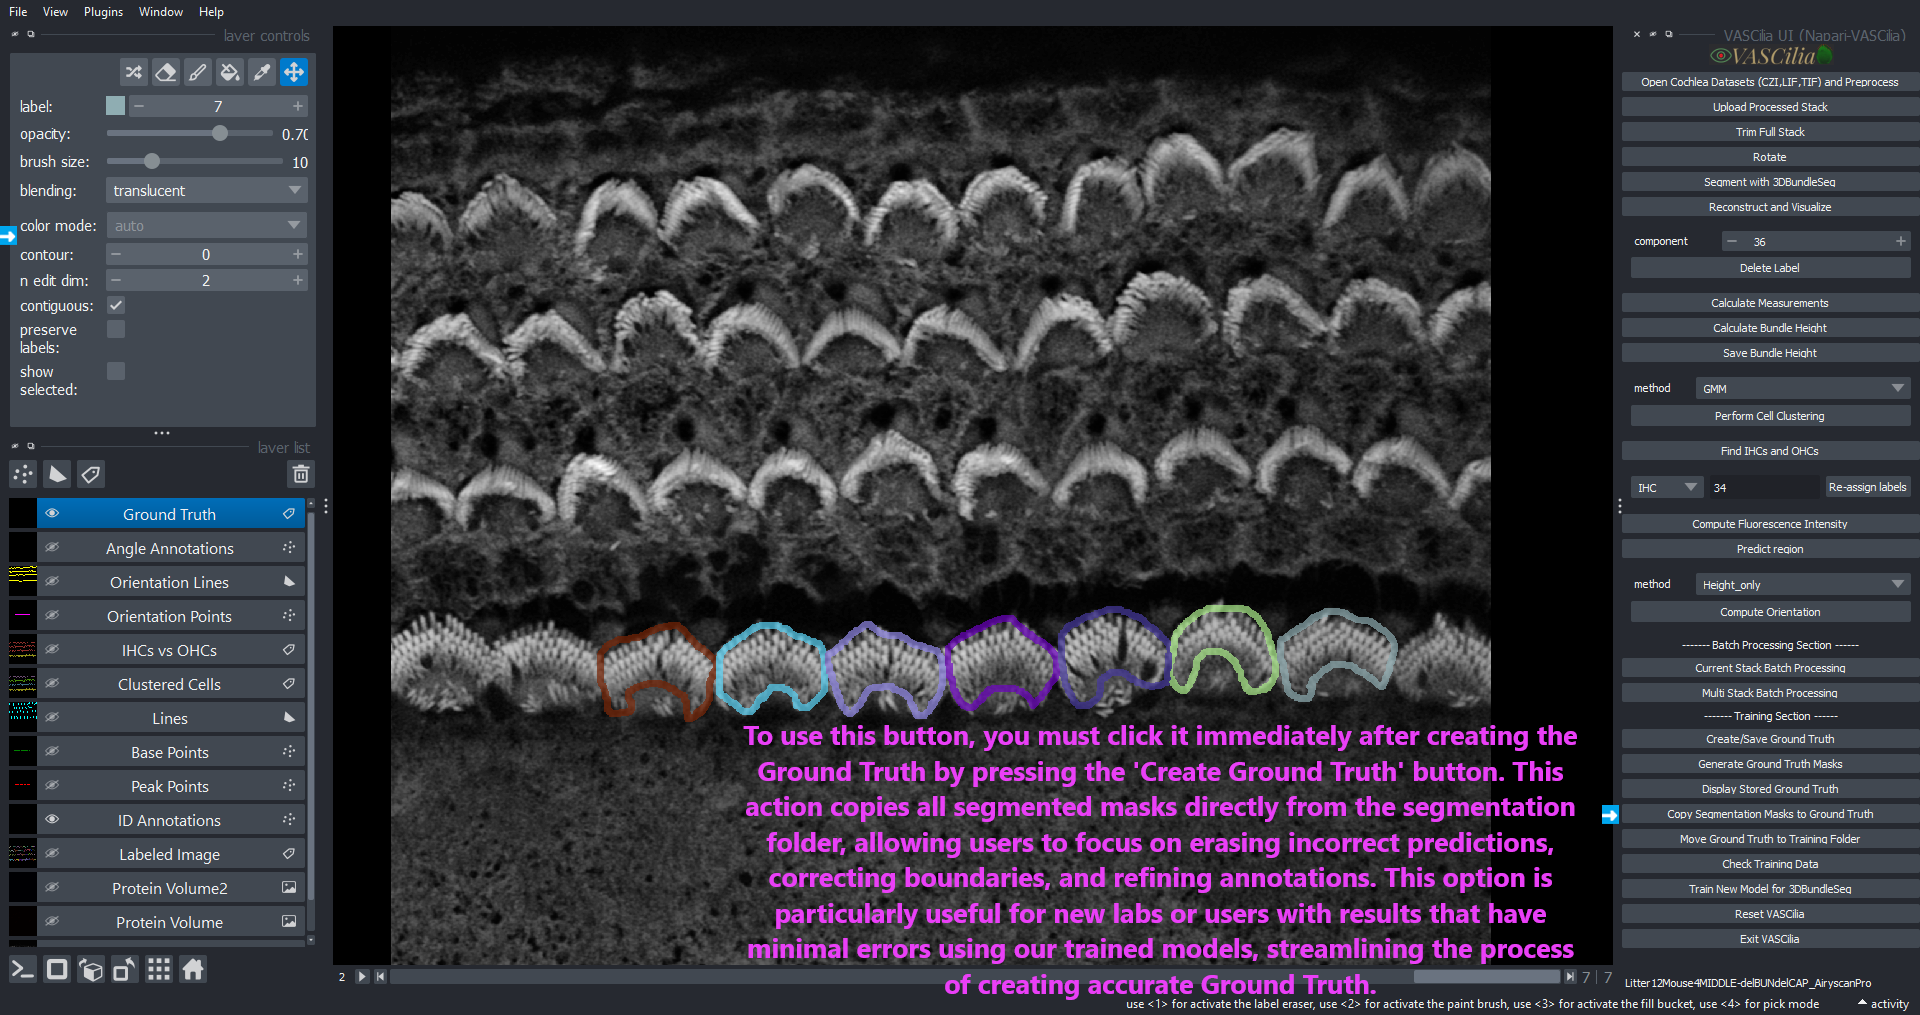 File View Plugins Window Help
layer controls
label:
7
opacity:
0.70
brush size:
10
blending:
translucent
color mode:
auto
contour:
0
n edit dim:
2
contiguous:
preserve
labels:
show
selected:
layer list
Ground Truth
Angle Annotations
Orientation Lines
Orientation Points
IHCs vs OHCs
Clustered Cells
Lines
Base Points
Peak Points
ID Annotations
Labeled Image
Protein Volume2
Protein Volume
To use this button, you must click it immediately after creating the
Ground Truth by pressing the 'Create Ground Truth' button. This
action copies all segmented masks directly from the segmentation
folder, allowing users to focus on erasing incorrect predictions,
correcting boundaries, and refining annotations. This option is
particularly useful for new labs or users with results that have
minimal errors using our trained models, streamlining the process
of creating accurate Ground Truth.
2
7 | 7
use <1> for activate the label eraser, use <2> for activate the paint brush, use <3> for activate the fill bucket, use <4> for pick mode
activity
VASCilia UI (Napari-VASCilia)
VASCilia
Open Cochlea Datasets (CZI,LIF,TIF) and Preprocess
Upload Processed Stack
Trim Full Stack
Rotate
Segment with 3DBundleSeg
Reconstruct and Visualize
component
36
Delete Label
Calculate Measurements
Calculate Bundle Height
Save Bundle Height
method
GMM
Perform Cell Clustering
Find IHCs and OHCs
IHC
34
Re-assign labels
Compute Fluorescence Intensity
Predict region
method
Height_only
Compute Orientation
------- Batch Processing Section ------
Current Stack Batch Processing
Multi Stack Batch Processing
------- Training Section ------
Create/Save Ground Truth
Generate Ground Truth Masks
Display Stored Ground Truth
Copy Segmentation Masks to Ground Truth
Move Ground Truth to Training Folder
Check Training Data
Train New Model for 3DBundleSeg
Reset VASCilia
Exit VASCilia
Litter12Mouse4MIDDLE-delBUNdelCAP_AiryscanPro